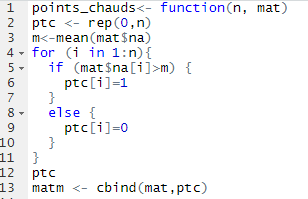 1 points_chauds<- function(n, mat)
2 ptc <- rep(0,n)
3 m<-mean(mat$na)
4 for (i in 1:n){
5 if (mat$na[i]>m) {
6 ptc[i]=1
7 }
8 else {
9 ptc[i]=0
10 }
11 }
12 ptc
13 matm <- cbind(mat,ptc)